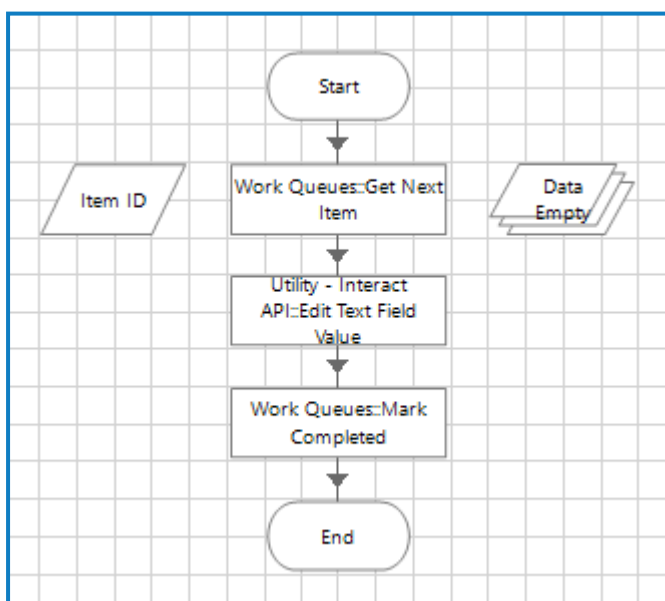 Start
Item ID
Work Queues::Get Next
Item
Data
Empty
Utility - Interact
API::Edit Text Field
Value
Work Queues::Mark
Completed
End